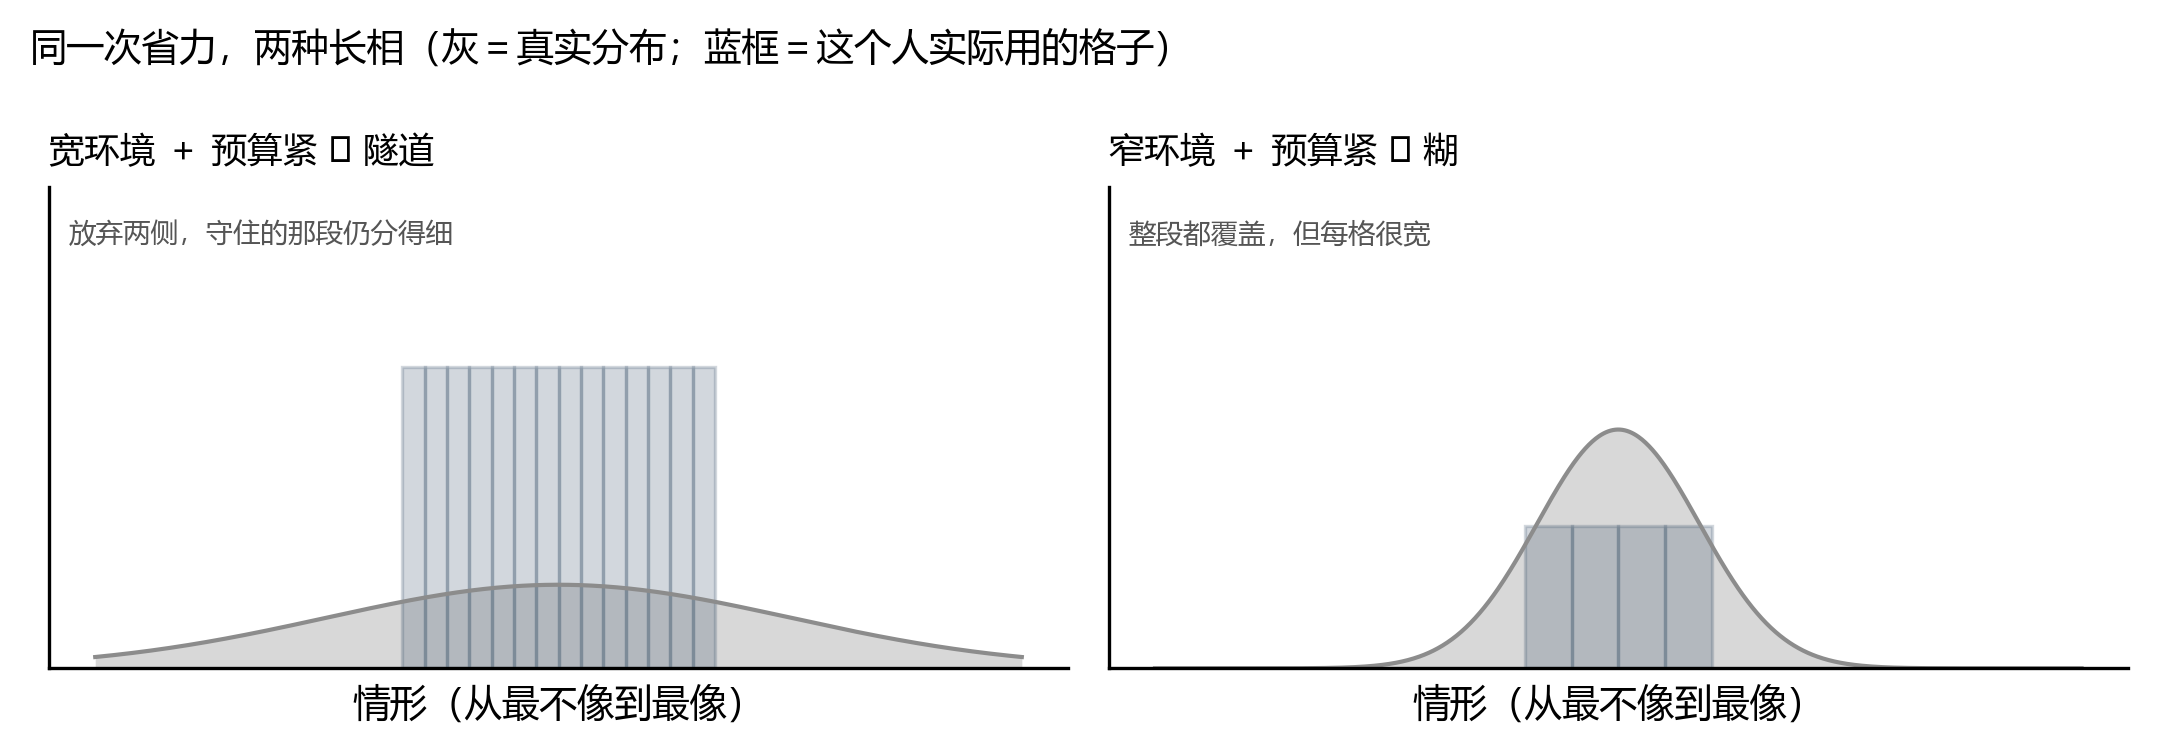 同一次省力，两种长相（灰 = 真实分布；蓝框 = 这个人实际用的格子）
宽环境 + 预算紧 □ 隧道
放弃两侧，守住的那段仍分得细
情形（从最不像到最像）
窄环境 + 预算紧 □ 糊
整段都覆盖，但每格很宽
情形（从最不像到最像）